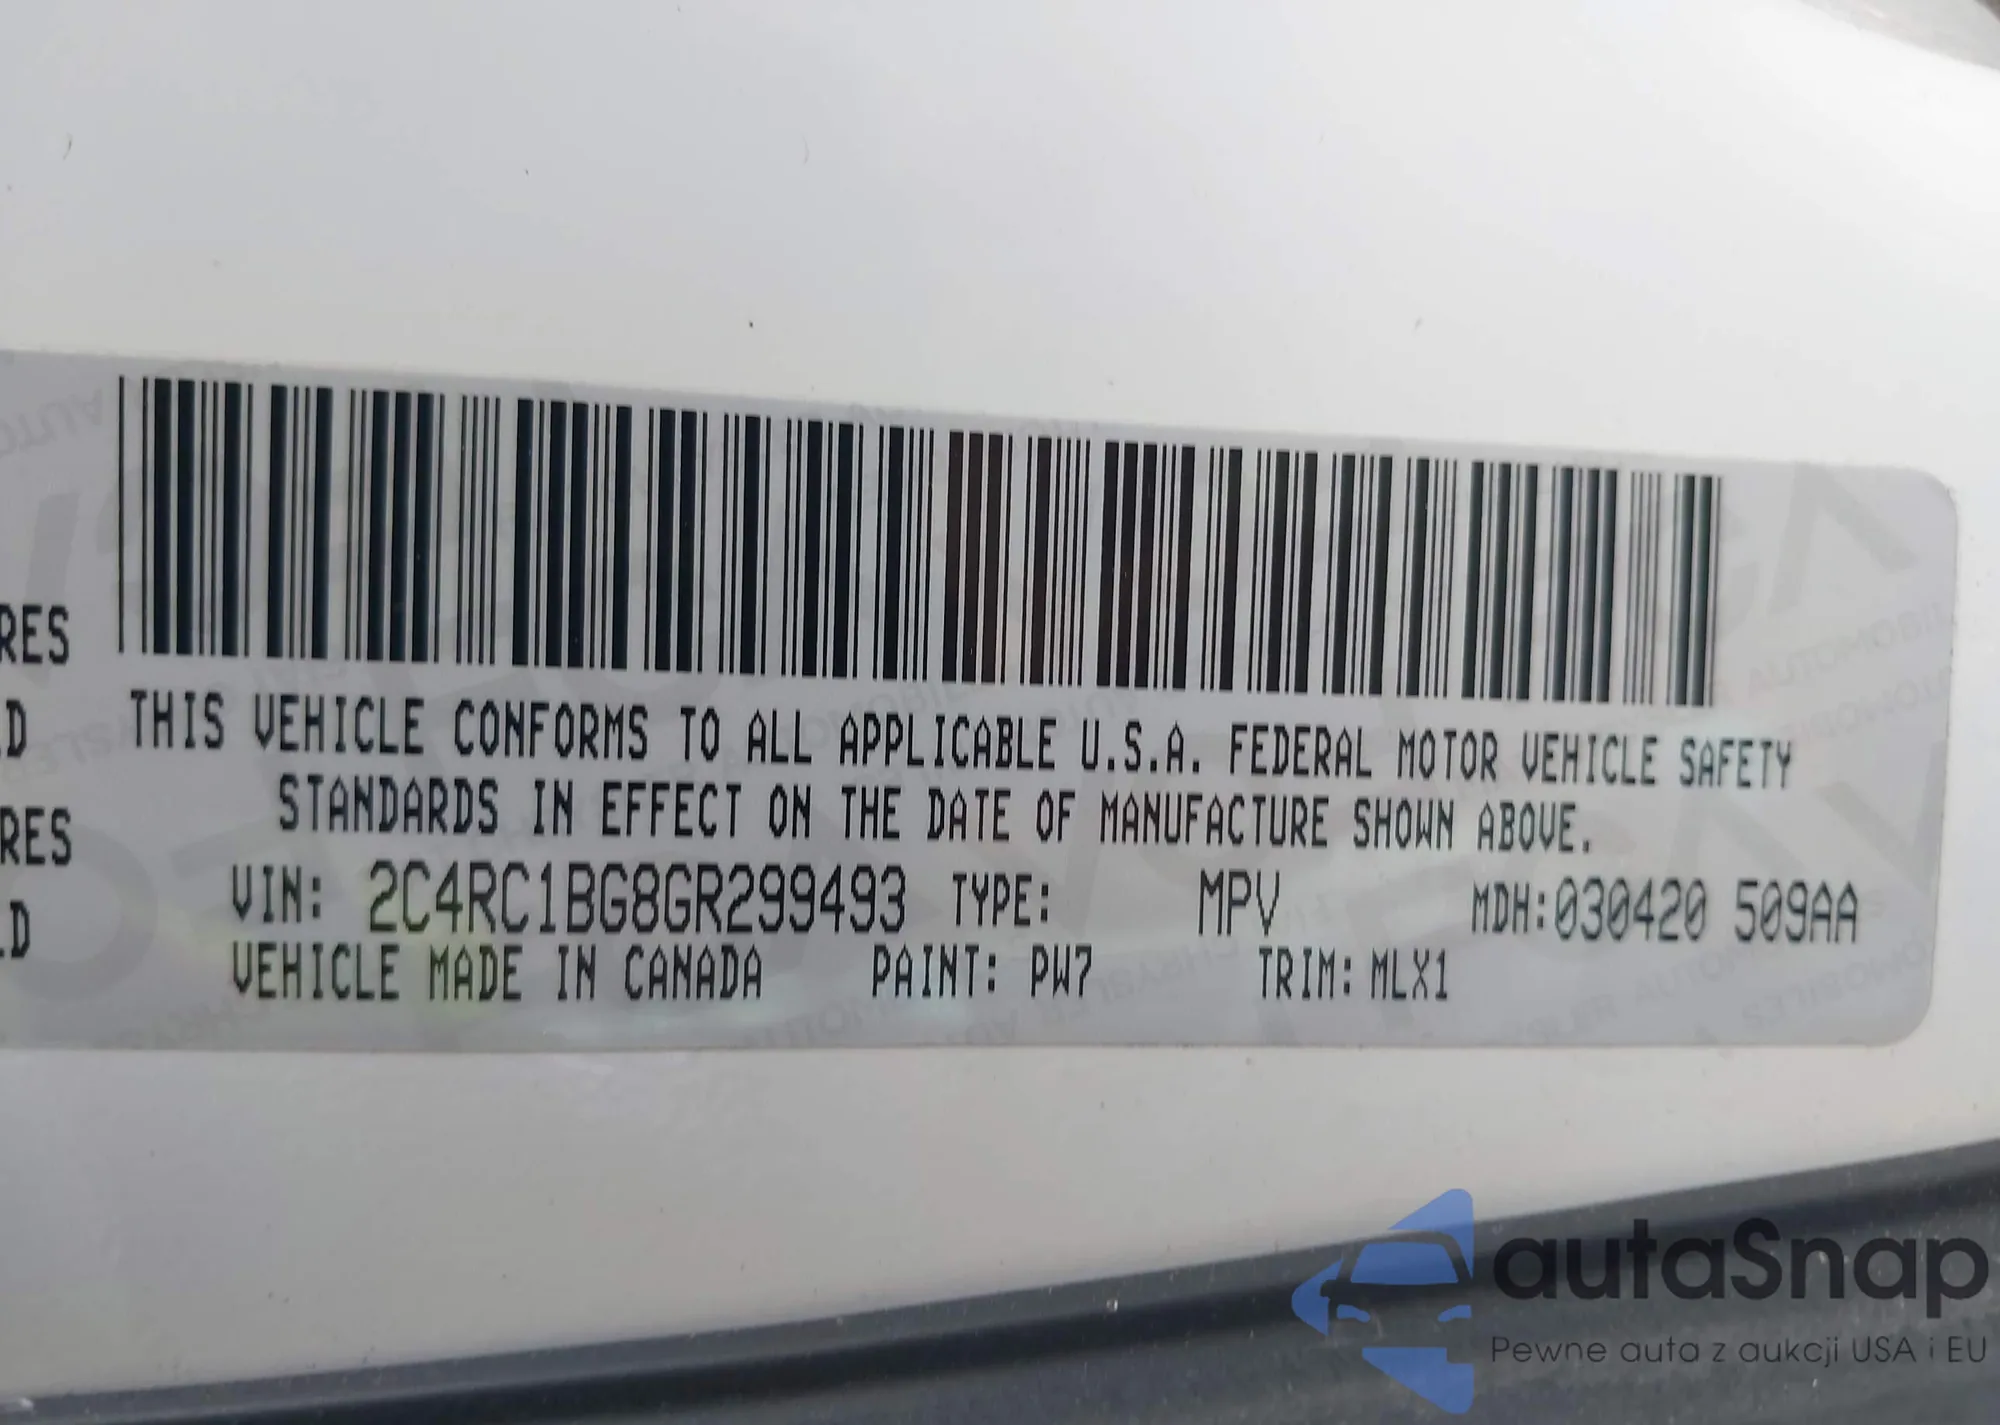 RES
LD
RES
LD
THIS VEHICLE CONFORMS TO ALL APPLICABLE U.S.A. FEDERAL MOTOR VEHICLE SAFETY
STANDARDS IN EFFECT ON THE DATE OF MANUFACTURE SHOWN ABOVE.
VIN: 2C4RC1BG8GR299493 TYPE: MPV MDH:030420 509AA
VEHICLE MADE IN CANADA PAINT: PW7 TRIM: MLX1
autaSnap
Pewne auta z aukcji USA i EU